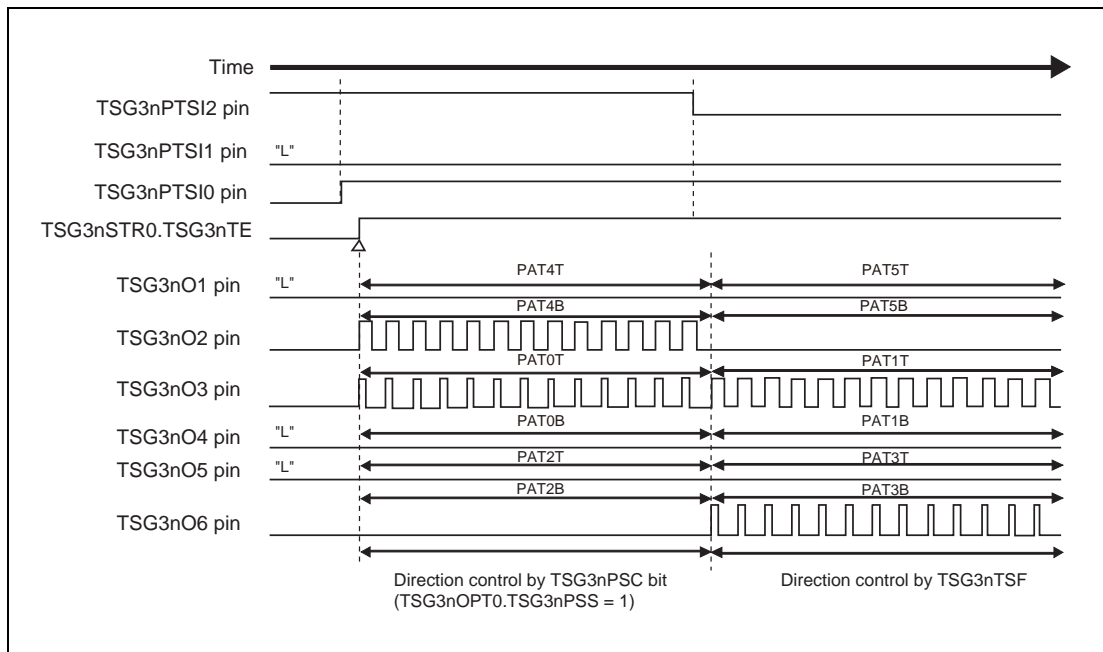 Time
TSG3nPTSI2 pin
TSG3nPTSI1 pin "L"
TSG3nPTSI0 pin
TSG3nSTR0.TSG3nTE
TSG3nO1 pin "L" PAT4T PAT5T
TSG3nO2 pin PAT4B PAT5B
TSG3nO3 pin PAT0T PAT1T
TSG3nO4 pin "L" PAT0B PAT1B
TSG3nO5 pin "L" PAT2T PAT3T
TSG3nO6 pin PAT2B PAT3B
Direction control by TSG3nPSC bit
(TSG3nOPT0.TSG3nPSS = 1)
Direction control by TSG3nTSF